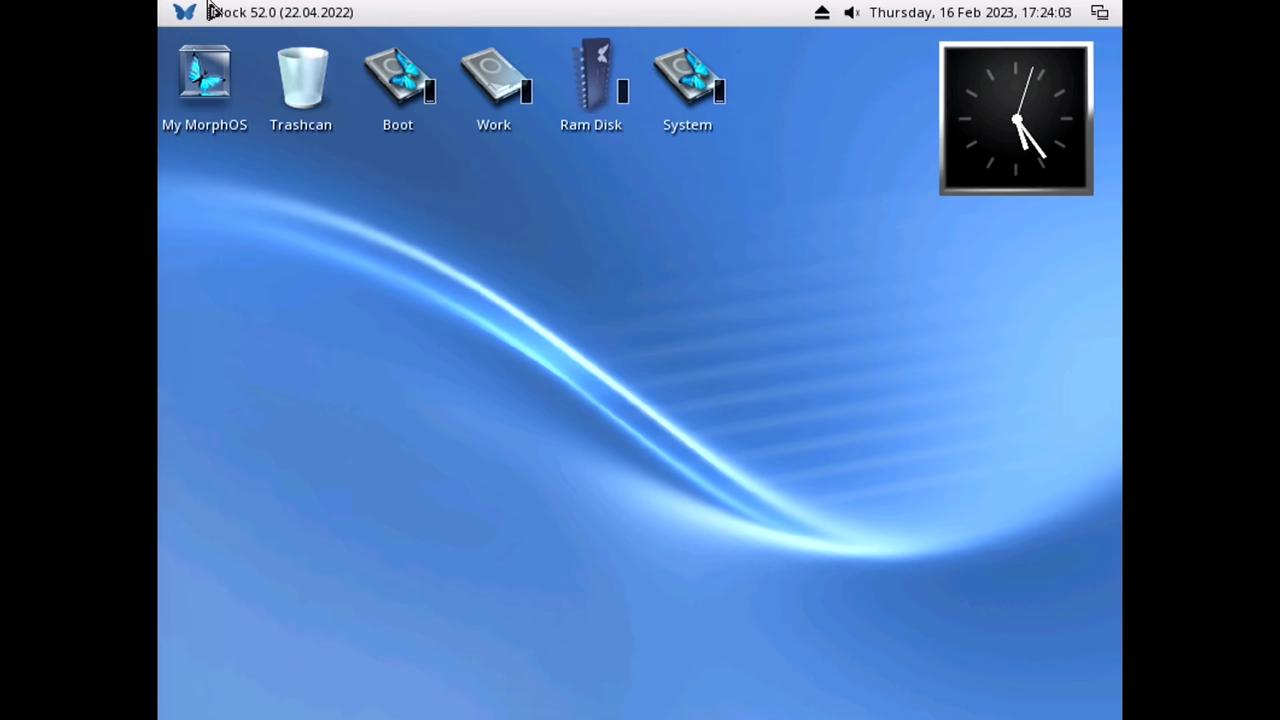 52.0 (22.04.2022)
Thursday, 16 Feb 2023, 17:24:03
My MorphOS
Trashcan
Boot
Work
Ram Disk
System